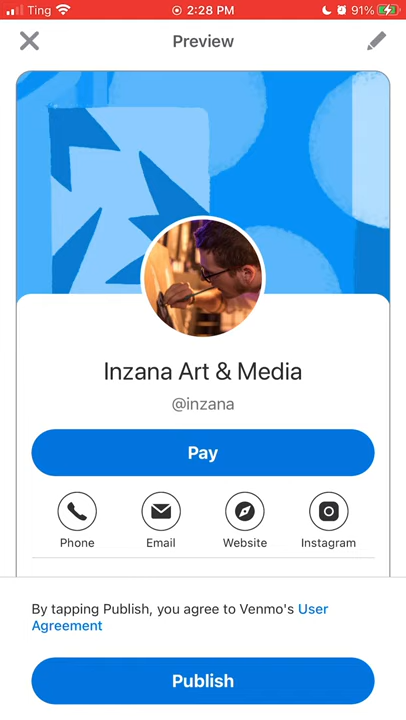 Ting 2:28 PM 91%
Preview
Inzana Art & Media
@inzana
Pay
Phone Email Website Instagram
By tapping Publish, you agree to Venmo's User
Agreement
Publish